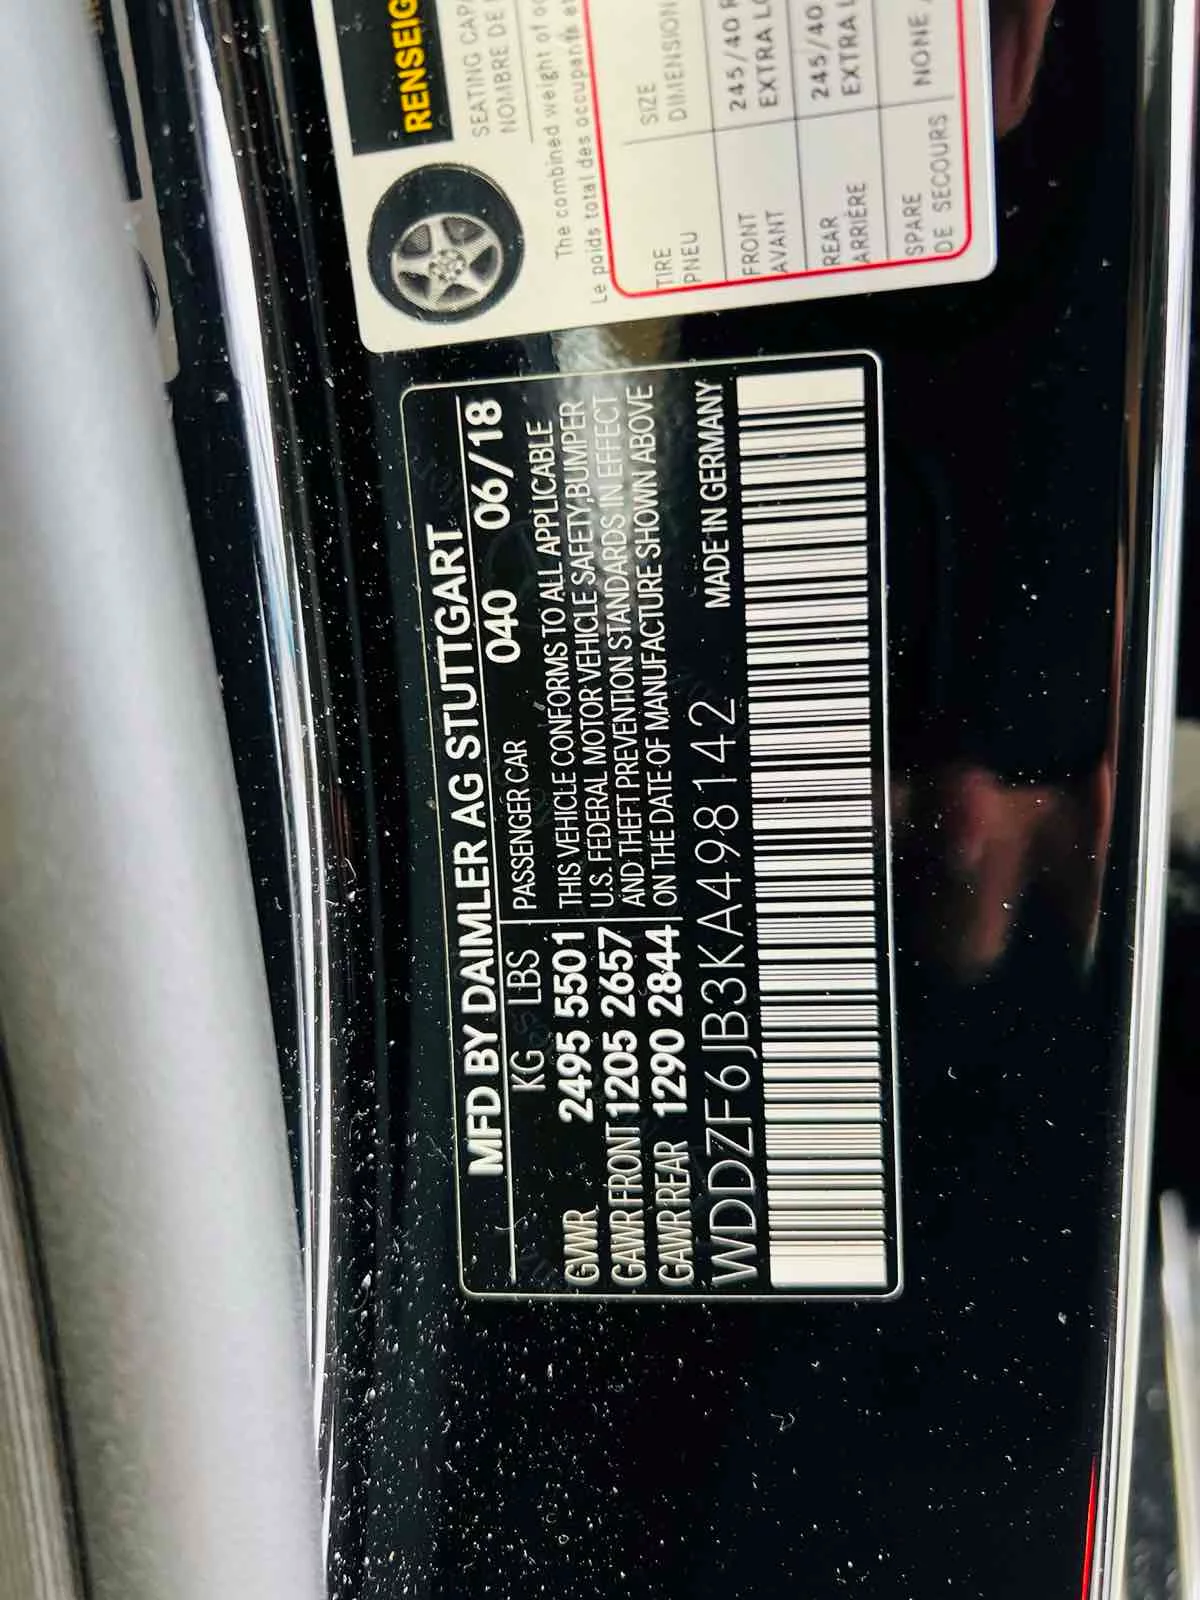 RENSEIG
SEATING CAP
NOMBRE DE
The combined weight of oc
Le poids total des occupants e
TIRE
PNEU
SIZE
DIMENSION
FRONT
AVANT
245/40 R
EXTRA LO
REAR
ARRIÈRE
245/40
EXTRA L
SPARE
DE SECOURS
NONE
MFD BY DAIMLER AG STUTTGART
KG LBS PASSENGER CAR 040 06/18
GVWR 2495 5501 THIS VEHICLE CONFORMS TO ALL APPLICABLE
GAWR FRONT 1205 2657 U.S. FEDERAL MOTOR VEHICLE SAFETY,BUMPER
GAWR REAR 1290 2844 AND THEFT PREVENTION STANDARDS IN EFFECT
ON THE DATE OF MANUFACTURE SHOWN ABOVE
WDDZF6JB3KA498142 MADE IN GERMANY